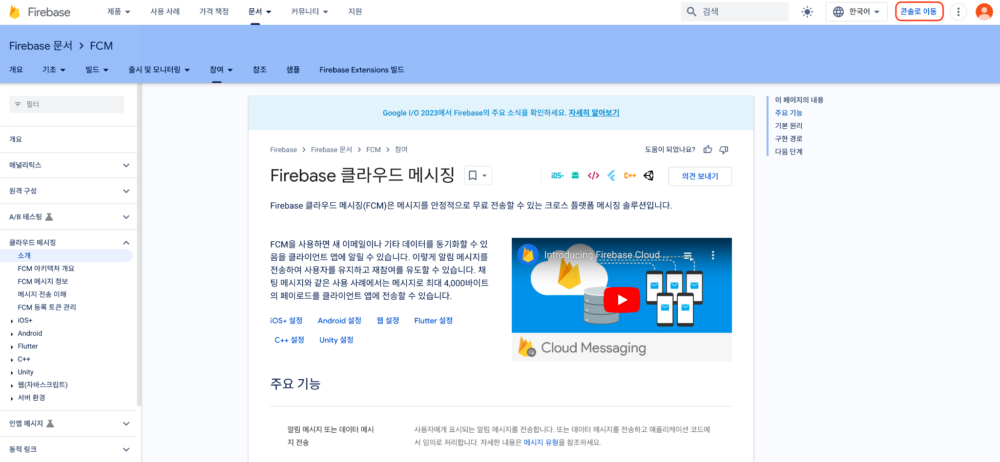 Firebase
제품
사용 사례
가격 책정
문서
커뮤니티
지원
검색
한국어
콘솔로 이동
Firebase 문서
FCM
개요
기초
빌드
출시 및 모니터링
참여
참조
샘플
Firebase Extensions 빌드
필터
개요
애널리틱스
원격 구성
A/B 테스팅
클라우드 메시징
소개
FCM 아키텍처 개요
FCM 메시지 정보
메시지 전송 이해
FCM 등록 토큰 관리
iOS+
Android
Flutter
C++
Unity
웹(자바스크립트)
서버 환경
인앱 메시지
동적 링크
Google I/O 2023에서 Firebase의 주요 소식을 확인하세요. 자세히 알아보기
Firebase
Firebase 문서
FCM
참여
도움이 되었나요?
Firebase 클라우드 메시징
iOS+
</>
C++
의견 보내기
Firebase 클라우드 메시징(FCM)은 메시지를 안정적으로 무료 전송할 수 있는 크로스 플랫폼 메시징 솔루션입니다.
FCM을 사용하면 새 이메일이나 기타 데이터를 동기화할 수 있
음을 클라이언트 앱에 알릴 수 있습니다. 이렇게 알림 메시지를
전송하여 사용자를 유지하고 재참여를 유도할 수 있습니다. 채
팅 메시지와 같은 사용 사례에서는 메시지로 최대 4,000바이트
의 페이로드를 클라이언트 앱에 전송할 수 있습니다.
iOS+ 설정
Android 설정
웹 설정
Flutter 설정
C++ 설정
Unity 설정
Introducing Firebase Cloud ...
Cloud Messaging
주요 기능
알림 메시지 또는 데이터 메시
지 전송
사용자에게 표시되는 알림 메시지를 전송합니다. 또는 데이터 메시지를 전송하고 애플리케이션 코드에
서 임의로 처리합니다. 자세한 내용은 메시지 유형을 참조하세요.
이 페이지의 내용
주요 기능
기본 원리
구현 경로
다음 단계